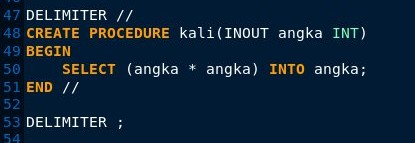 47 DELIMITER //
48 CREATE PROCEDURE kali(INOUT angka INT)
49 BEGIN
50     SELECT (angka * angka) INTO angka;
51 END //
52
53 DELIMITER ;
54